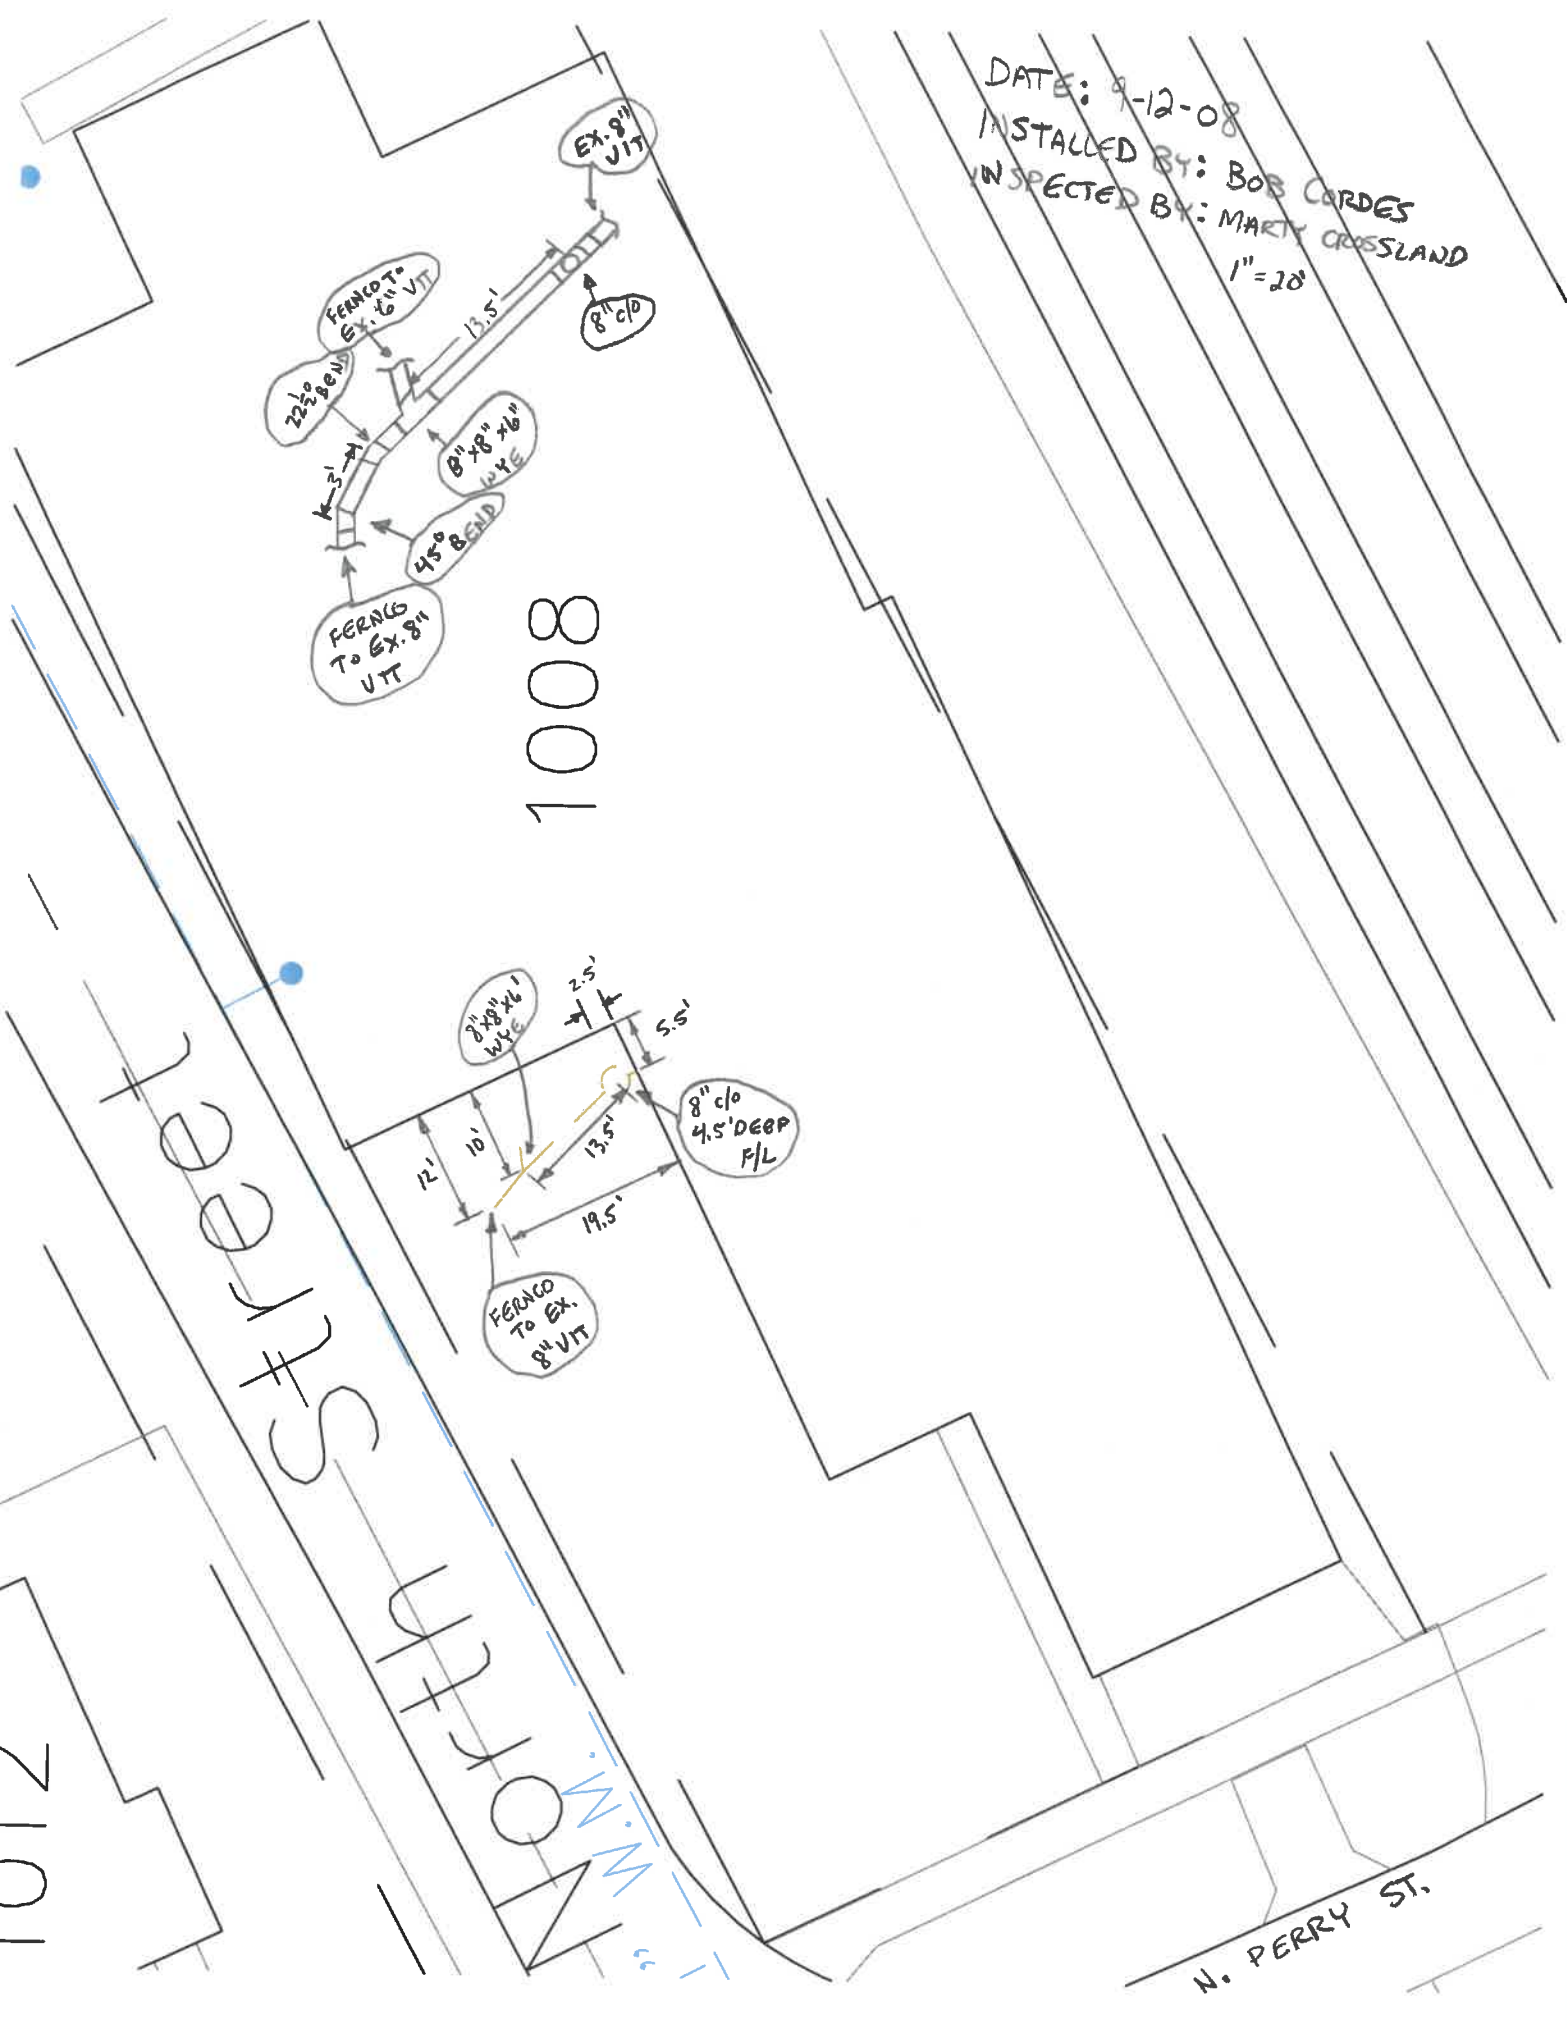 DATE: 9-12-08
INSTALLED BY: BOB CORDES
INSPECTED BY: MARTY CROSSLAND
1"=20'
EX. 8"
VIT
FERNCO TO
EX. 6" VIT
13.5'
8" c/o
22½°
BEND
8"x8"x6"
WYE
3'
45°
BEND
FERNCO
TO EX. 8"
VIT
1008
8"x8"x6'
WYE
2.5'
5.5'
8" c/o
4.5' DEEP
F/L
10'
12'
13.5'
19.5'
FERNCO
TO EX.
8" VIT
North Street
1012
W.M.
N. PERRY ST.